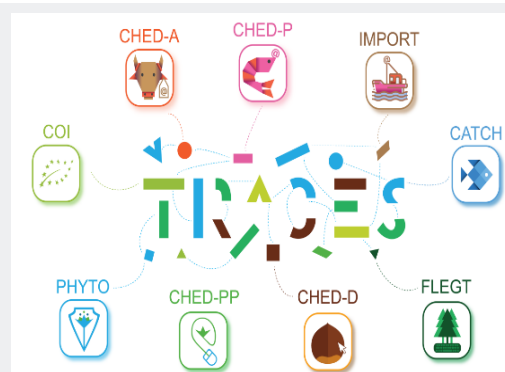 CHED-A
CHED-P
IMPORT
COI
CATCH
TRACES
PHYTO
CHED-PP
CHED-D
FLEGT